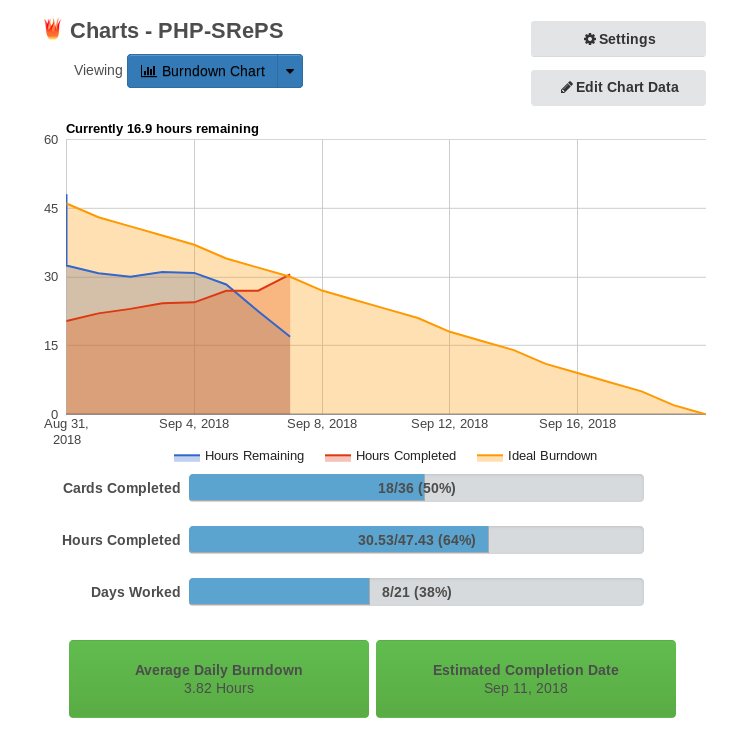 Charts - PHP-SRePS
Settings
Viewing Burndown Chart
Edit Chart Data
Currently 16.9 hours remaining
60
45
30
15
0
Aug 31, 2018 Sep 4, 2018 Sep 8, 2018 Sep 12, 2018 Sep 16, 2018
Hours Remaining Hours Completed Ideal Burndown
Cards Completed 18/36 (50%)
Hours Completed 30.53/47.43 (64%)
Days Worked 8/21 (38%)
Average Daily Burndown
3.82 Hours
Estimated Completion Date
Sep 11, 2018